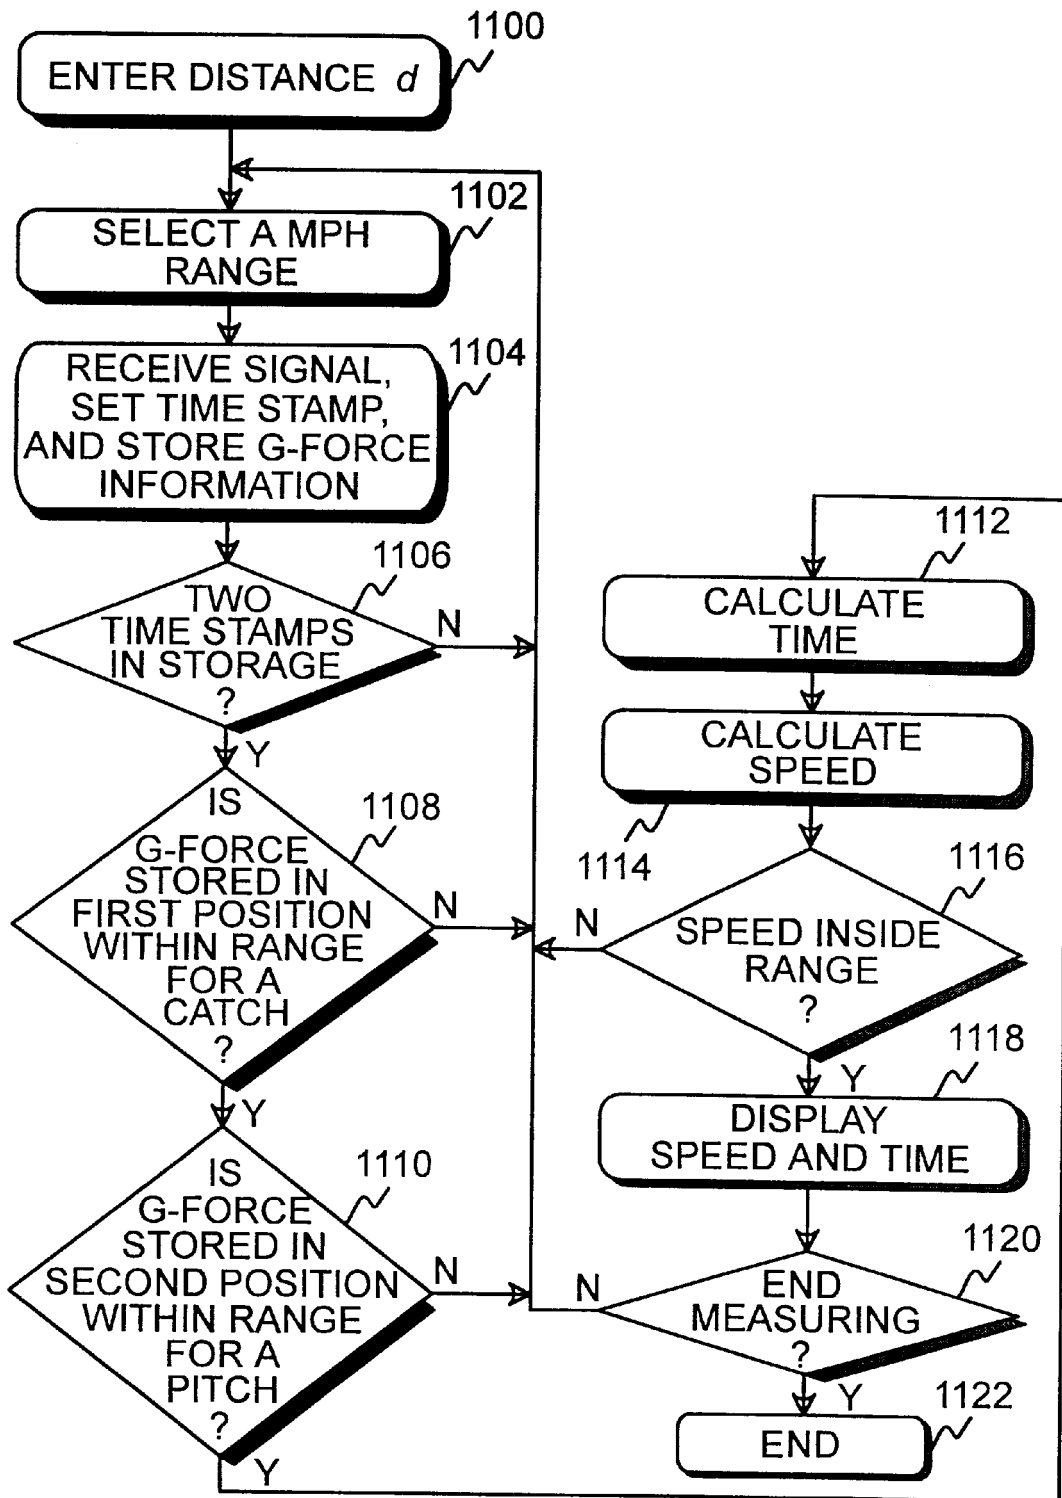 1100
ENTER DISTANCE d
1102
SELECT A MPH
RANGE
1104
RECEIVE SIGNAL,
SET TIME STAMP,
AND STORE G-FORCE
INFORMATION
1106
TWO
TIME STAMPS
IN STORAGE
?
N
Y
1108
IS
G-FORCE
STORED IN
FIRST POSITION
WITHIN RANGE
FOR A
CATCH
?
N
Y
1110
IS
G-FORCE
STORED IN
SECOND POSITION
WITHIN RANGE
FOR A
PITCH
?
N
Y
1112
CALCULATE
TIME
CALCULATE
SPEED
1114
1116
SPEED INSIDE
RANGE
?
N
Y
1118
DISPLAY
SPEED AND TIME
1120
END
MEASURING
?
N
Y
1122
END